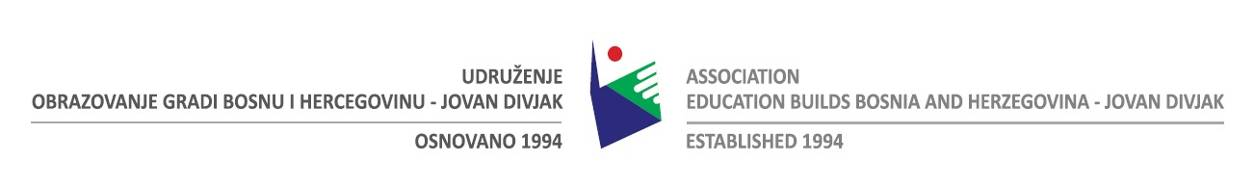 UDRUŽENJE
OBRAZOVANJE GRADI BOSNU I HERCEGOVINU - JOVAN DIVJAK
OSNOVANO 1994
ASSOCIATION
EDUCATION BUILDS BOSNIA AND HERZEGOVINA - JOVAN DIVJAK
ESTABLISHED 1994